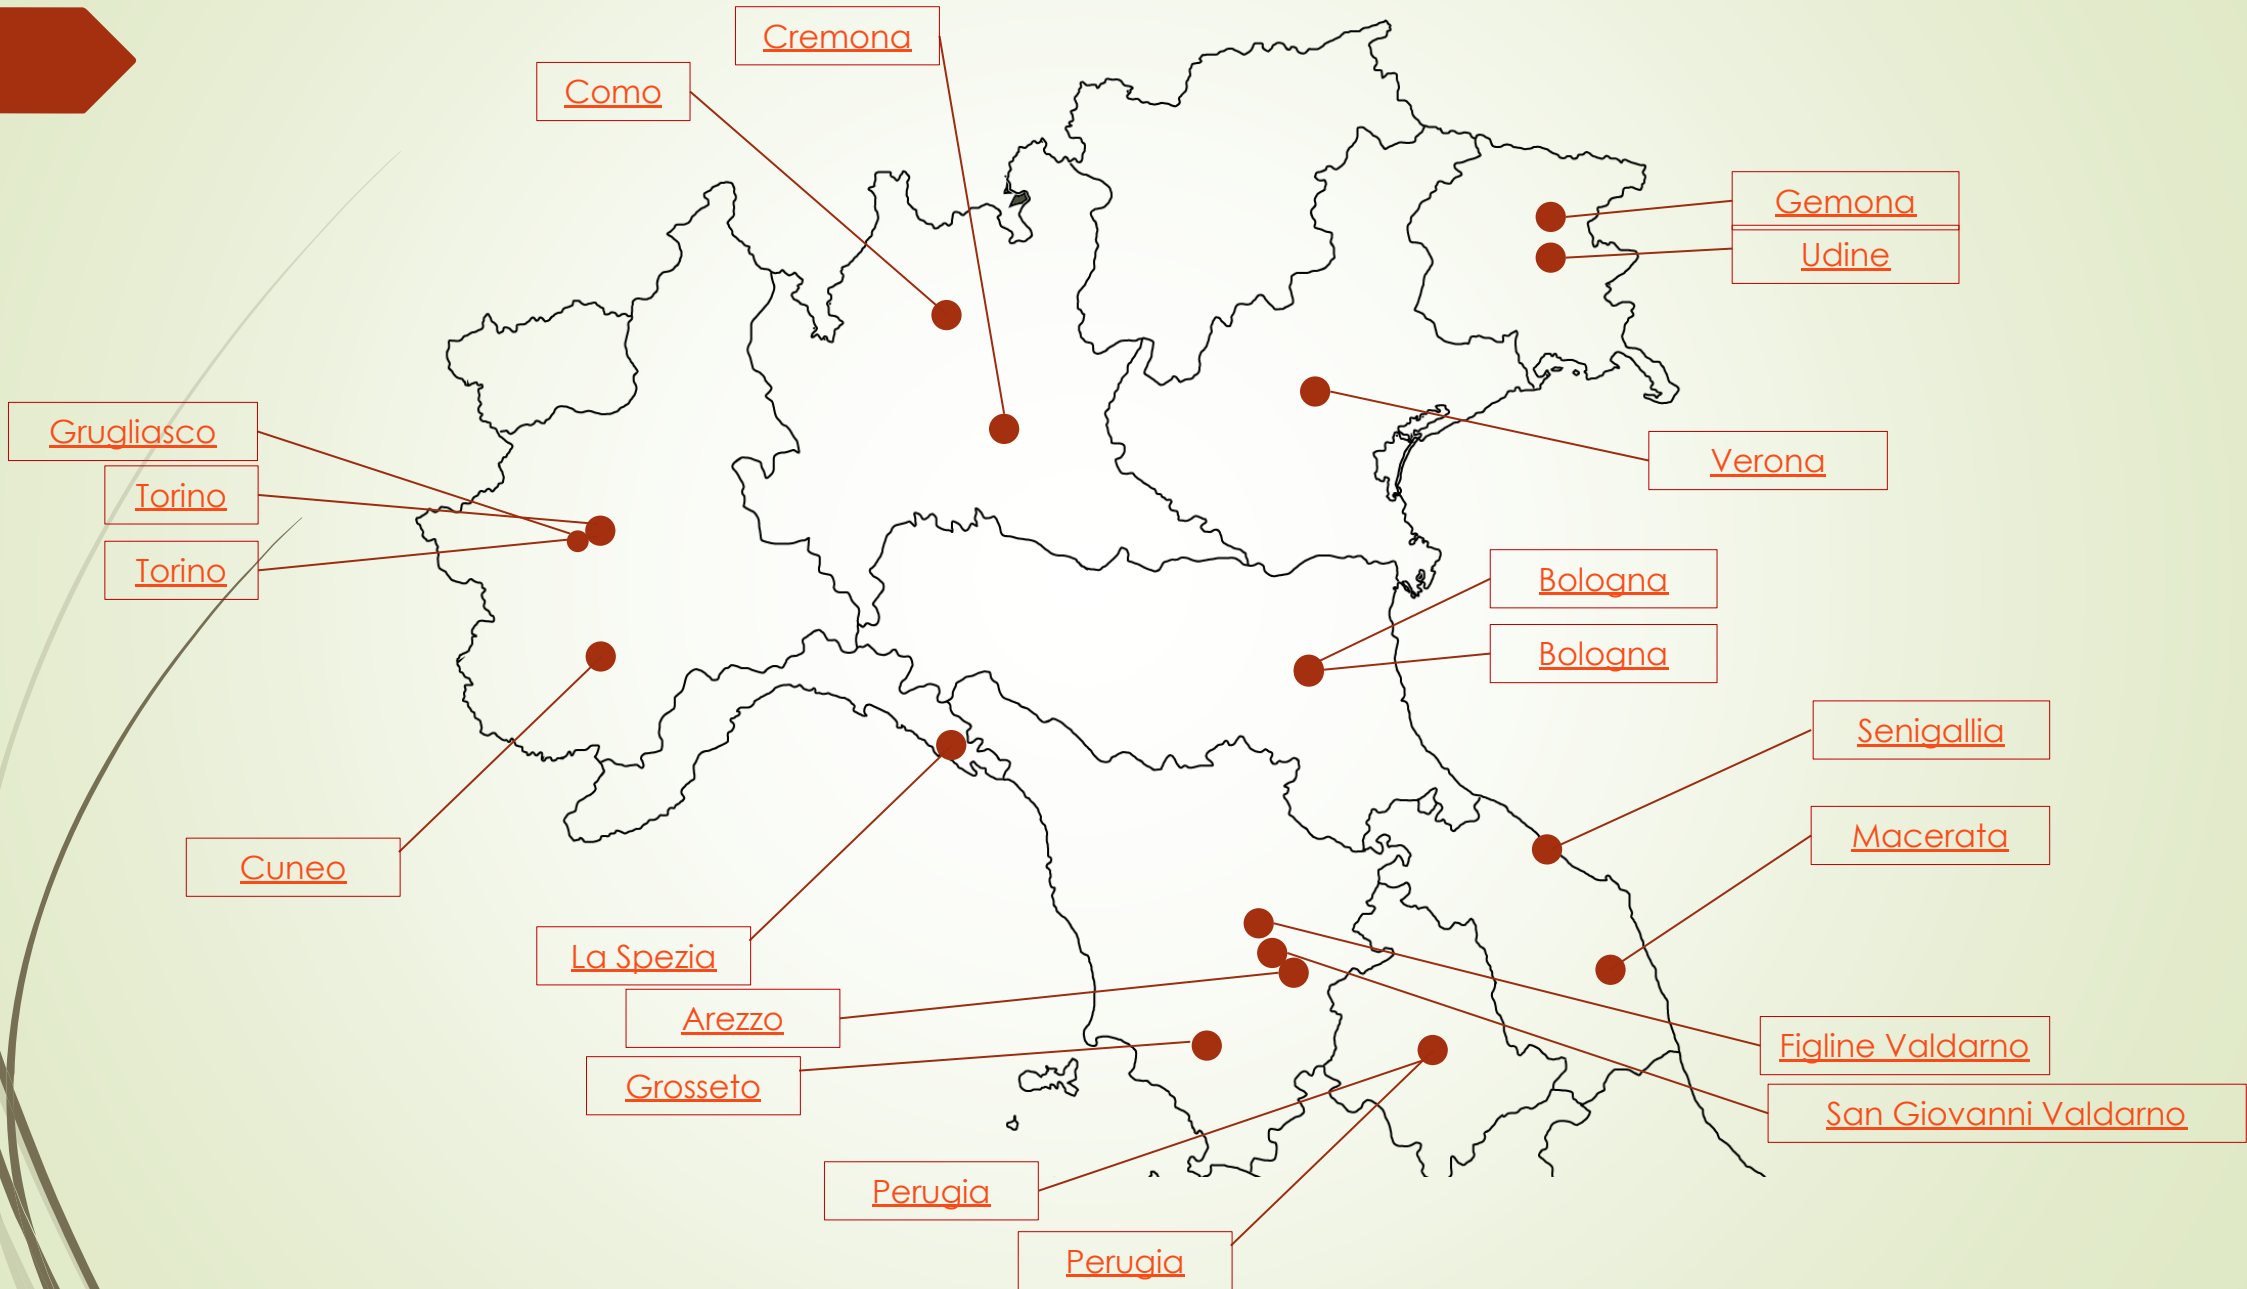 Cremona
Como
Gemona
Udine
Grugliasco
Verona
Torino
Torino
Bologna
Bologna
Senigallia
Macerata
Cuneo
La Spezia
Arezzo
Figline Valdarno
Grosseto
San Giovanni Valdarno
Perugia
Perugia